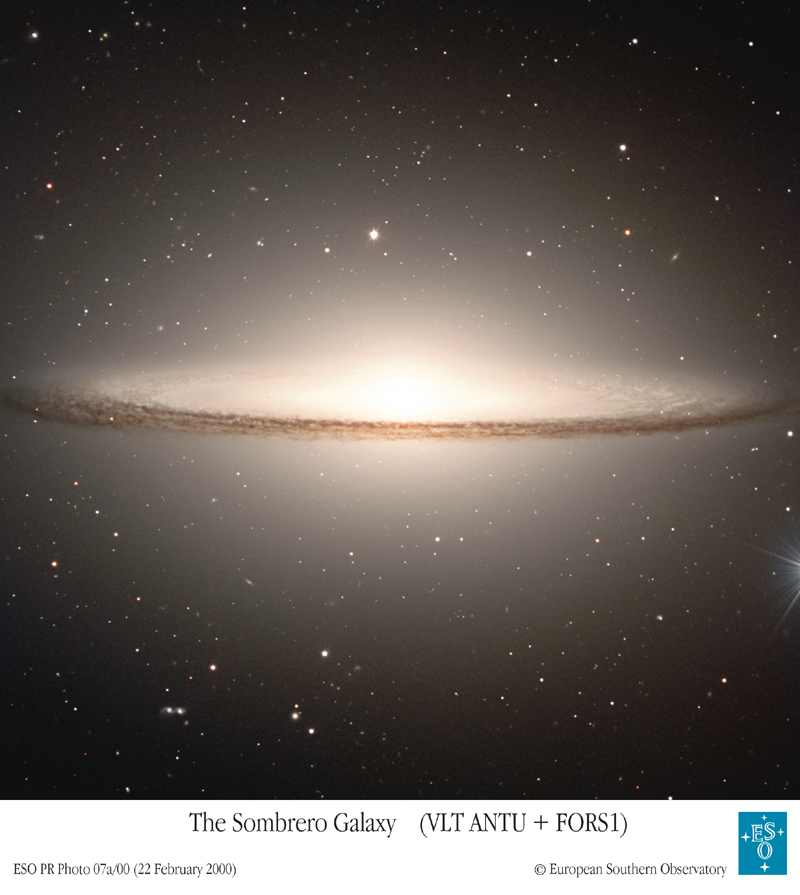 The Sombrero Galaxy (VLT ANTU + FORS1)
ESO PR Photo 07a/00 (22 February 2000)
© European Southern Observatory
ESO